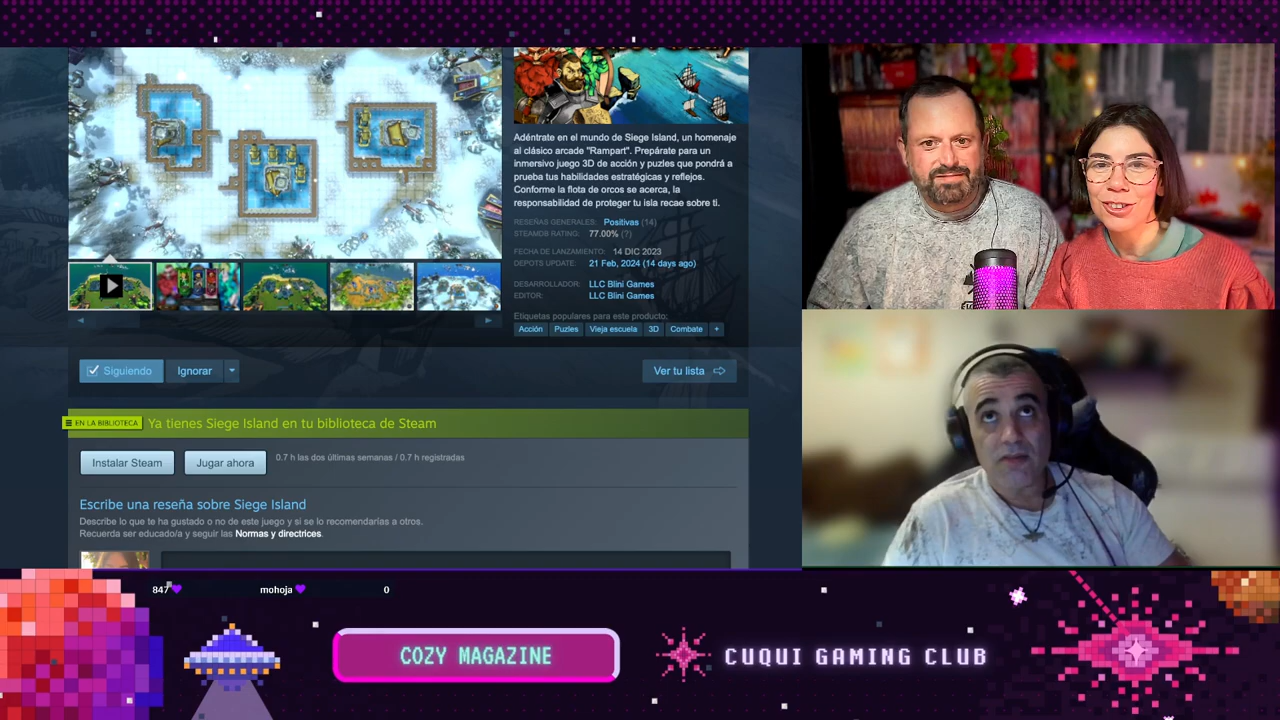 Adéntrate en el mundo de Siege Island, un homenaje
al clásico arcade "Rampart". Prepárate para un
inmersivo juego 3D de acción y puzles que pondrá a
prueba tus habilidades estratégicas y reflejos.
Conforme la flota de orcos se acerca, la
responsabilidad de proteger tu isla recae sobre ti.
RESEÑAS GENERALES: Positivas (14)
STEAMDB RATING: 77.00% (?)
FECHA DE LANZAMIENTO: 14 DIC 2023
DEPOTS UPDATE: 21 Feb, 2024 (14 days ago)
DESARROLLADOR: LLC Blini Games
EDITOR: LLC Blini Games
Etiquetas populares para este producto:
Acción Puzles Vieja escuela 3D Combate +
Siguiendo Ignorar Ver tu lista
EN LA BIBLIOTECA Ya tienes Siege Island en tu biblioteca de Steam
Instalar Steam Jugar ahora 0.7 h las dos últimas semanas / 0.7 h registradas
Escribe una reseña sobre Siege Island
Describe lo que te ha gustado o no de este juego y si se lo recomendarías a otros.
Recuerda ser educado/a y seguir las Normas y directrices.
847 mohoja 0
COZY MAGAZINE
CUQUI GAMING CLUB